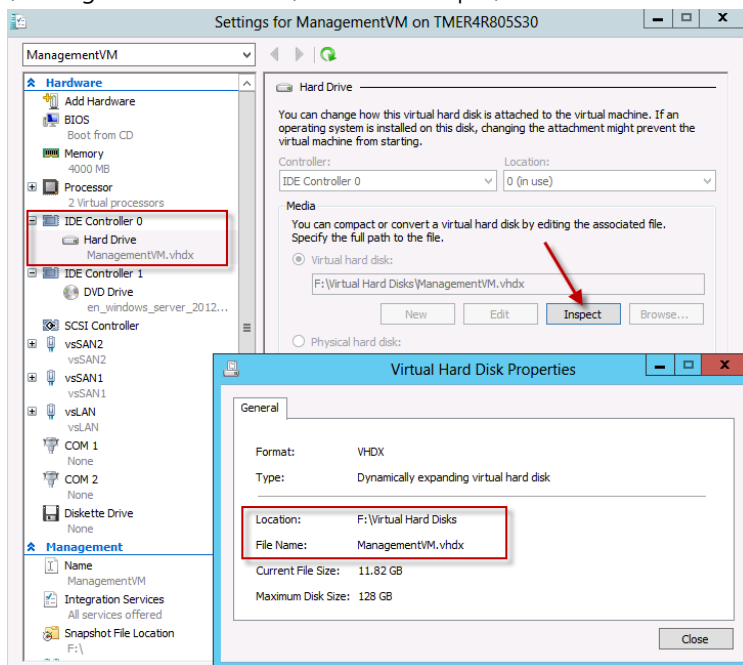 Settings for ManagementVM on TMER4R805S30
ManagementVM
Hardware
Add Hardware
BIOS
Boot from CD
Memory
4000 MB
Processor
2 Virtual processors
IDE Controller 0
Hard Drive
ManagementVM.vhdx
IDE Controller 1
DVD Drive
en_windows_server_2012...
SCSI Controller
vsSAN2
vsSAN2
vsSAN1
vsSAN1
vsLAN
vsLAN
COM 1
None
COM 2
None
Diskette Drive
None
Management
Name
ManagementVM
Integration Services
All services offered
Snapshot File Location
F:\
Hard Drive
You can change how this virtual hard disk is attached to the virtual machine. If an
operating system is installed on this disk, changing the attachment might prevent the
virtual machine from starting.
Controller:
Location:
IDE Controller 0
0 (in use)
Media
You can compact or convert a virtual hard disk by editing the associated file.
Specify the full path to the file.
Virtual hard disk:
F:\Virtual Hard Disks\ManagementVM.vhdx
New
Edit
Inspect
Browse...
Physical hard disk:
Virtual Hard Disk Properties
General
Format: VHDX
Type: Dynamically expanding virtual hard disk
Location: F:\Virtual Hard Disks
File Name: ManagementVM.vhdx
Current File Size: 11.82 GB
Maximum Disk Size: 128 GB
Close